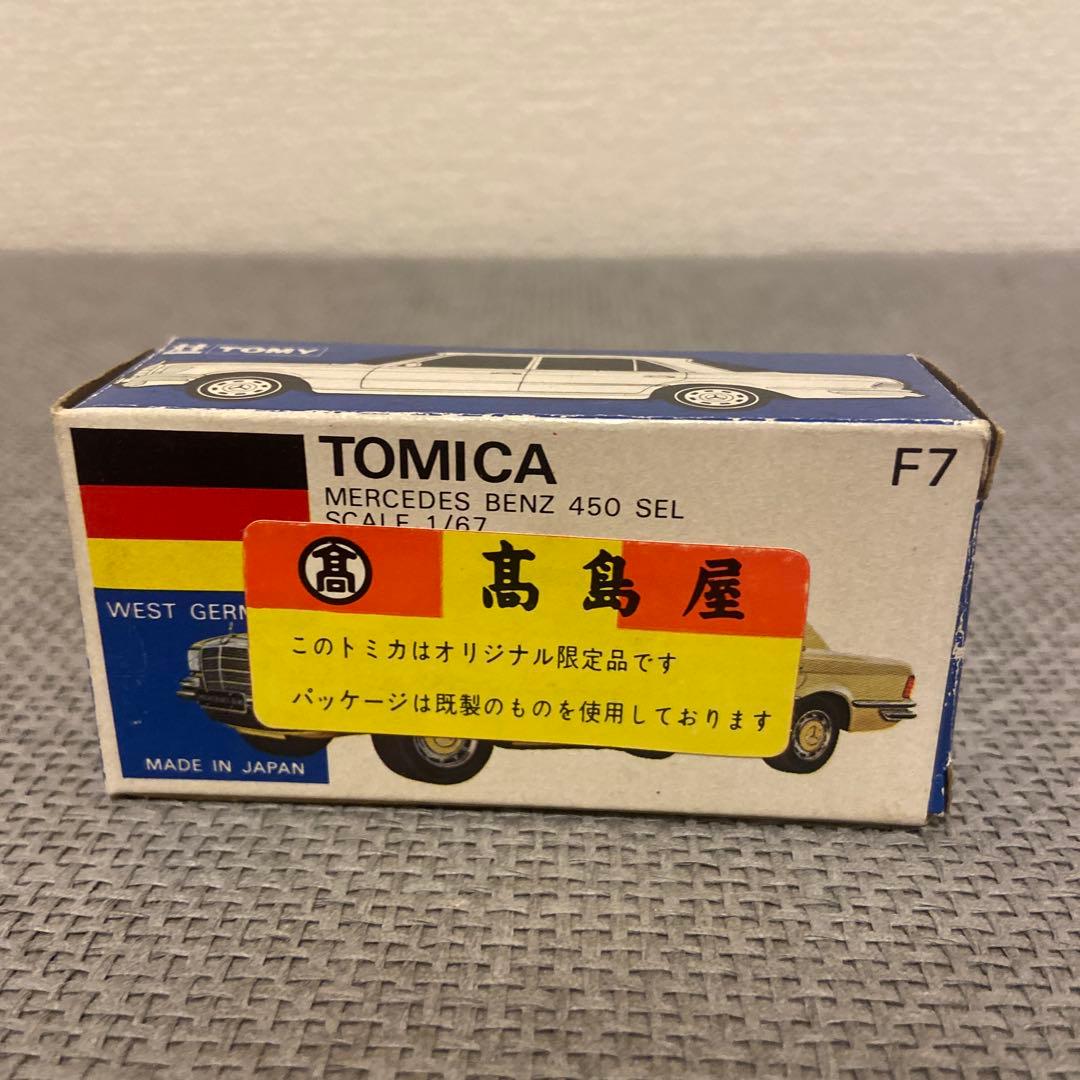 TOMY
TOMICA
F7
MERCEDES BENZ 450 SEL
SCALE 1/67
髙
髙島屋
WEST GERM
このトミカはオリジナル限定品です
パッケージは既製のものを使用しております
MADE IN JAPAN